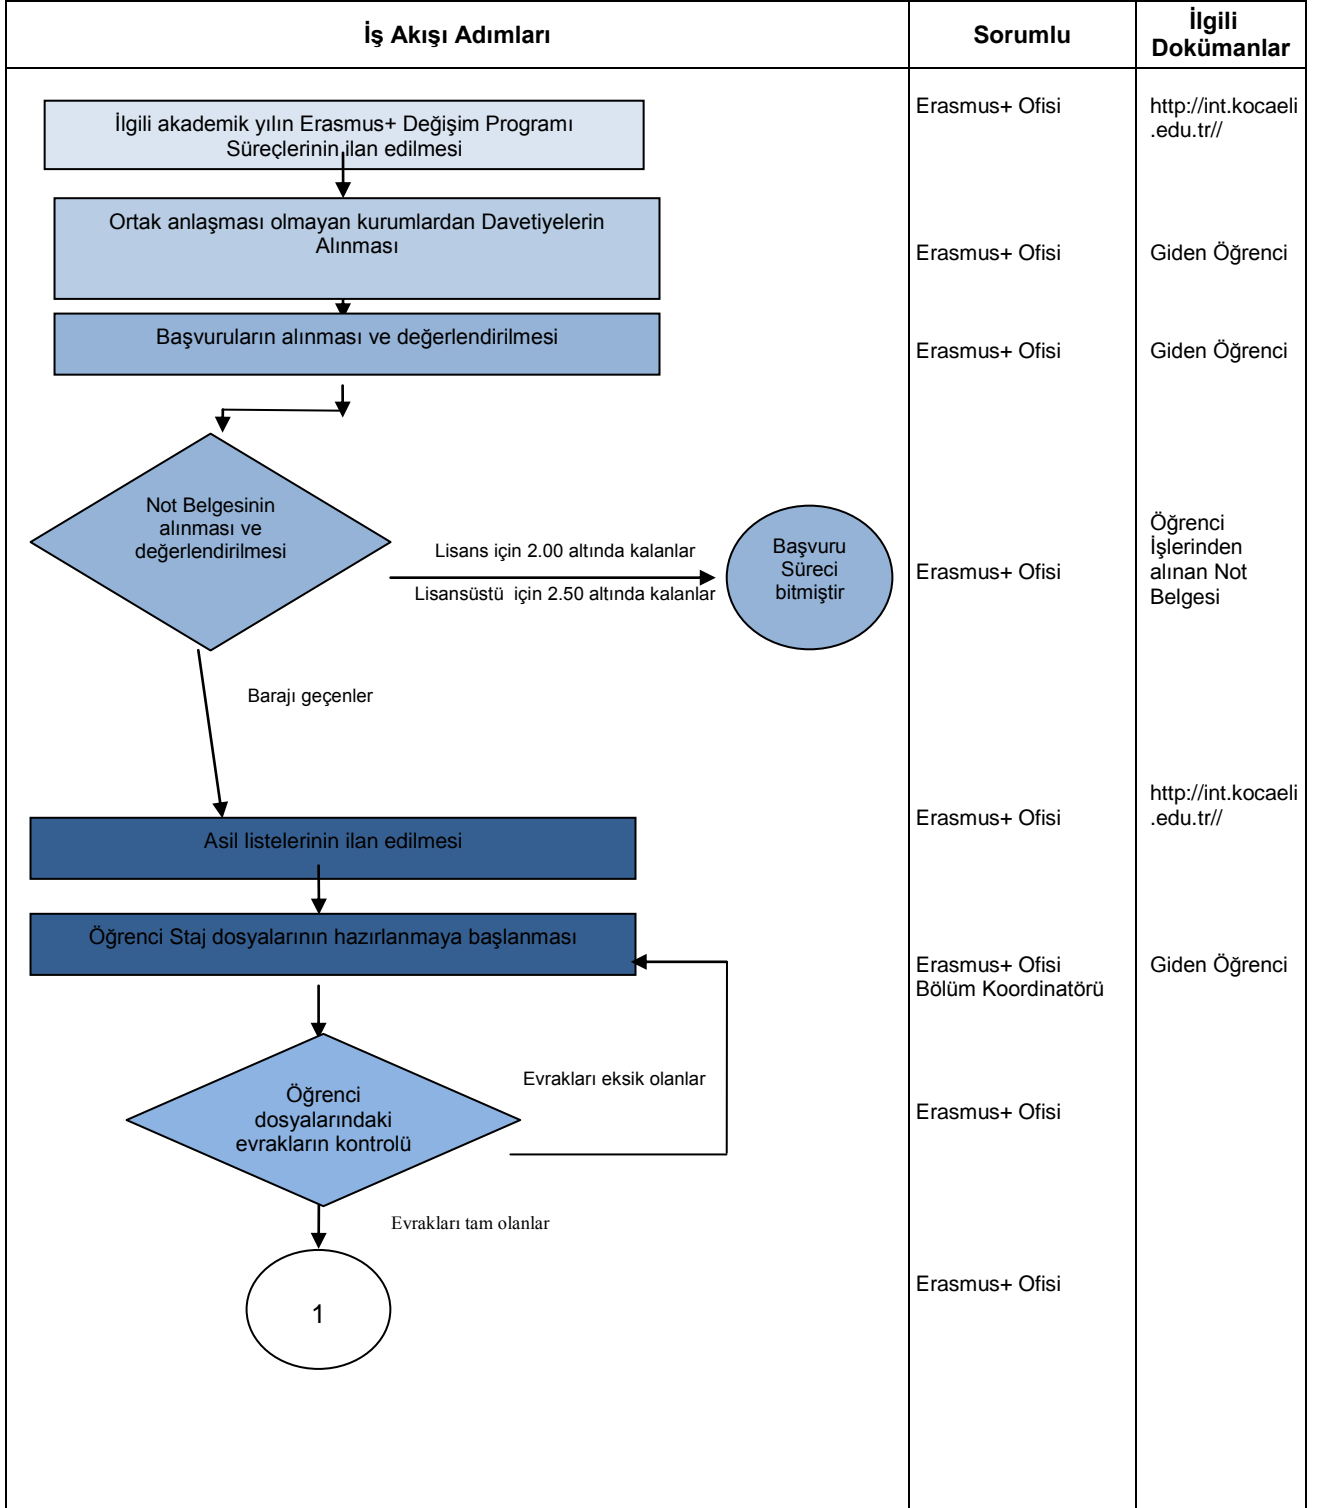 İş Akışı Adımları
Sorumlu
İlgili
Dokümanlar
İlgili akademik yılın Erasmus+ Değişim Programı
Süreçlerinin ilan edilmesi
Erasmus+ Ofisi
http://int.kocaeli
.edu.tr//
Ortak anlaşması olmayan kurumlardan Davetiyelerin
Alınması
Erasmus+ Ofisi
Giden Öğrenci
Başvuruların alınması ve değerlendirilmesi
Erasmus+ Ofisi
Giden Öğrenci
Not Belgesinin
alınması ve
değerlendirilmesi
Lisans için 2.00 altında kalanlar
Lisansüstü  için 2.50 altında kalanlar
Başvuru
Süreci
bitmiştir
Erasmus+ Ofisi
Öğrenci
İşlerinden
alınan Not
Belgesi
Barajı geçenler
Asil listelerinin ilan edilmesi
Erasmus+ Ofisi
http://int.kocaeli
.edu.tr//
Öğrenci Staj dosyalarının hazırlanmaya başlanması
Erasmus+ Ofisi
Bölüm Koordinatörü
Giden Öğrenci
Evrakları eksik olanlar
Öğrenci
dosyalarındaki
evrakların kontrolü
Erasmus+ Ofisi
Evrakları tam olanlar
1
Erasmus+ Ofisi